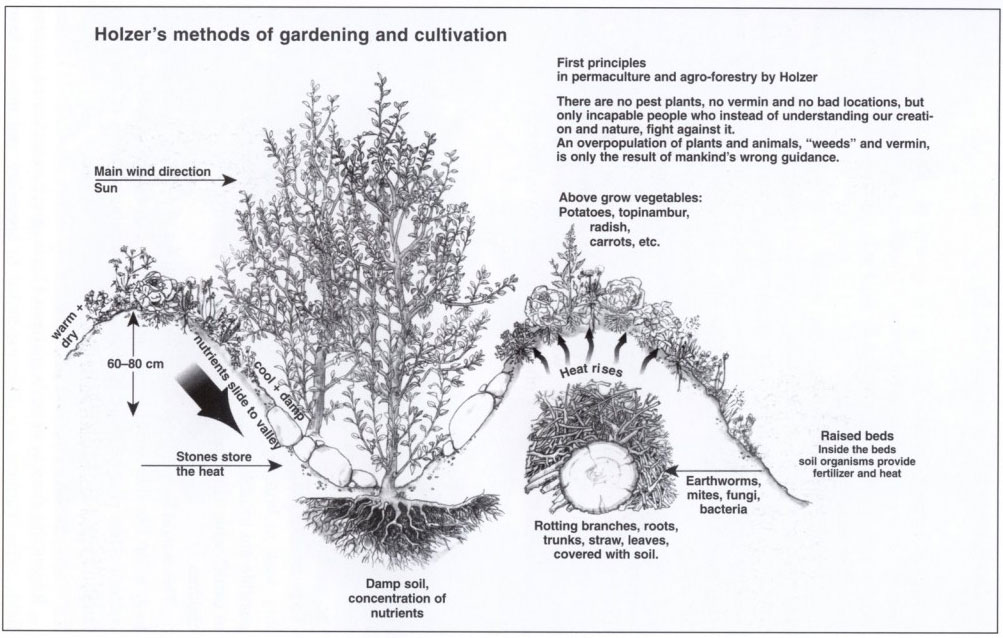 Holzer's methods of gardening and cultivation
First principles
in permaculture and agro-forestry by Holzer
There are no pest plants, no vermin and no bad locations, but
only incapable people who instead of understanding our creati-
on and nature, fight against it.
An overpopulation of plants and animals, "weeds" and vermin,
is only the result of mankind's wrong guidance.
Main wind direction
Sun
Above grow vegetables:
Potatoes, topinambur,
radish,
carrots, etc.
warm +
dry
60–80 cm
nutrients slide to valley
cool + damp
Heat rises
Stones store
the heat
Raised beds
Inside the beds
soil organisms provide
fertilizer and heat
Earthworms,
mites, fungi,
bacteria
Rotting branches, roots,
trunks, straw, leaves,
covered with soil.
Damp soil,
concentration of
nutrients